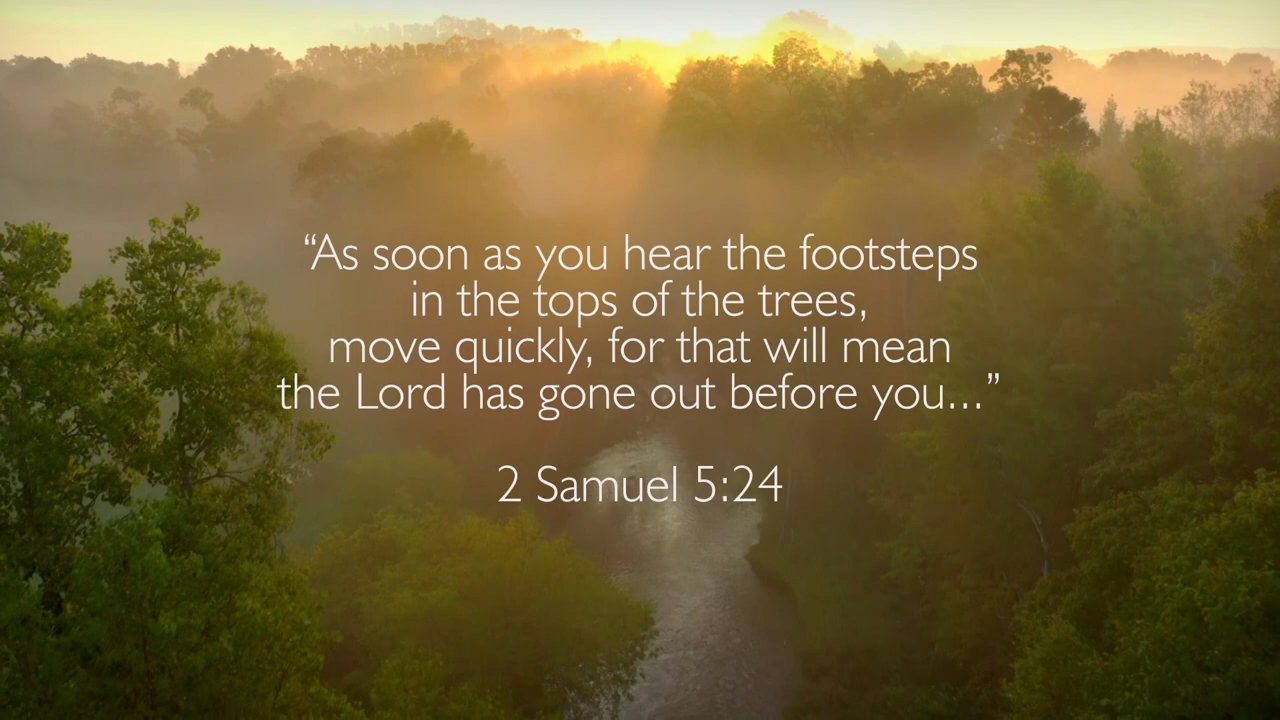 “As soon as you hear the footsteps
in the tops of the trees,
move quickly, for that will mean
the Lord has gone out before you...”
2 Samuel 5:24